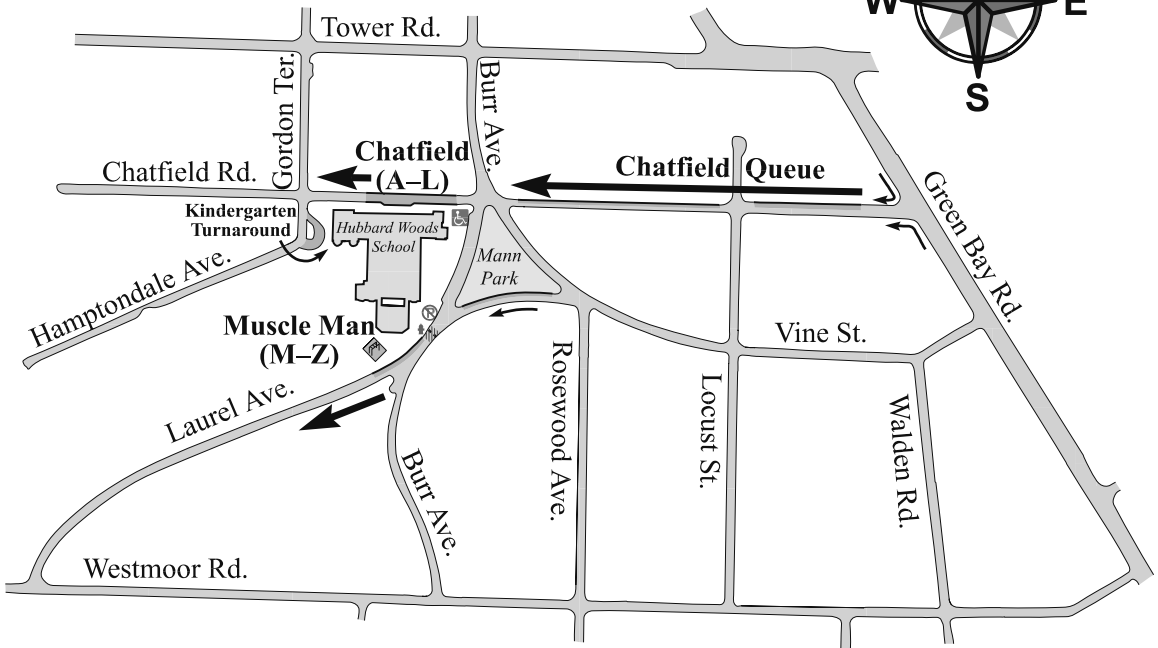 W
E
S
Tower Rd.
Gordon Ter.
Burr Ave.
Chatfield
(A–L)
Chatfield Queue
Chatfield Rd.
Green Bay Rd.
Kindergarten
Turnaround
Hubbard Woods
School
Mann
Park
Hamptondale Ave.
R
Muscle Man
(M–Z)
Vine St.
Laurel Ave.
Rosewood Ave.
Locust St.
Walden Rd.
Burr Ave.
Westmoor Rd.